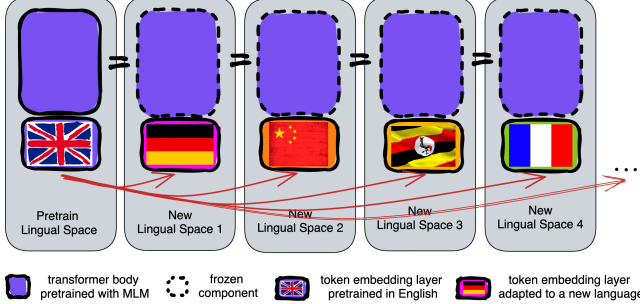 =
=
=
=
...
Pretrain
Lingual Space
New
Lingual Space 1
New
Lingual Space 2
New
Lingual Space 3
New
Lingual Space 4
transformer body
pretrained with MLM
frozen
component
token embedding layer
pretrained in English
token embedding layer
adapted to a new language